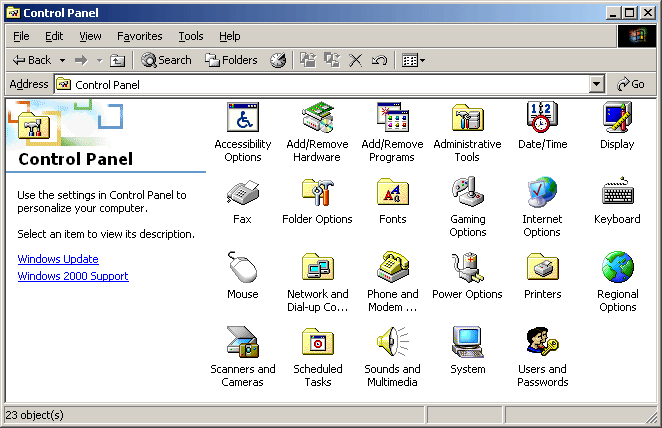 Control Panel
File Edit View Favorites Tools Help
Back Search Folders
Address Control Panel Go
Control Panel
Use the settings in Control Panel to
personalize your computer.
Select an item to view its description.
Windows Update
Windows 2000 Support
Accessibility
Options
Add/Remove
Hardware
Add/Remove
Programs
Administrative
Tools
Date/Time
Display
Fax
Folder Options
Fonts
Gaming
Options
Internet
Options
Keyboard
Mouse
Network and
Dial-up Co...
Phone and
Modem ...
Power Options
Printers
Regional
Options
Scanners and
Cameras
Scheduled
Tasks
Sounds and
Multimedia
System
Users and
Passwords
23 object(s)